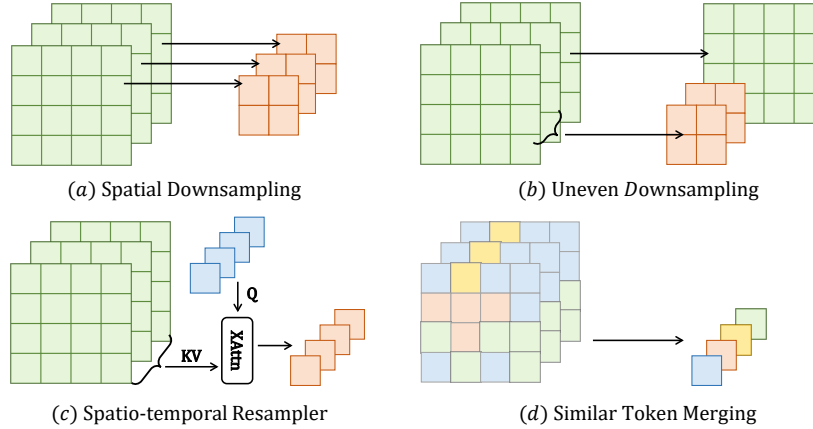 (a) Spatial Downsampling
(b) Uneven Downsampling
Q
KV
XAttn
(c) Spatio-temporal Resampler
(d) Similar Token Merging